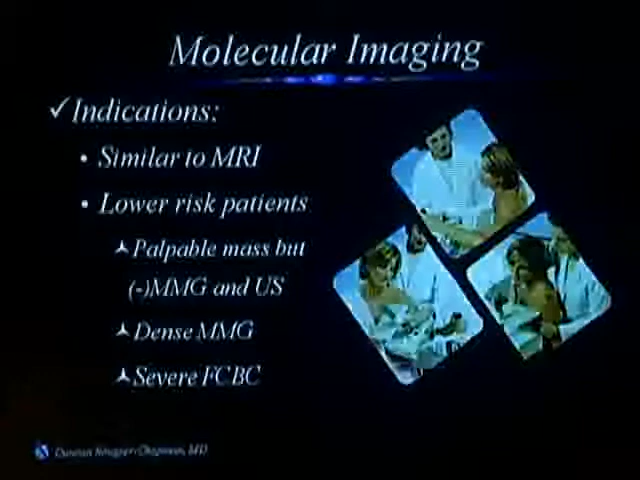 Molecular Imaging
✓Indications:
• Similar to MRI
• Lower risk patients
Palpable mass but
(-)MMG and US
Dense MMG
Severe FCBC
MD